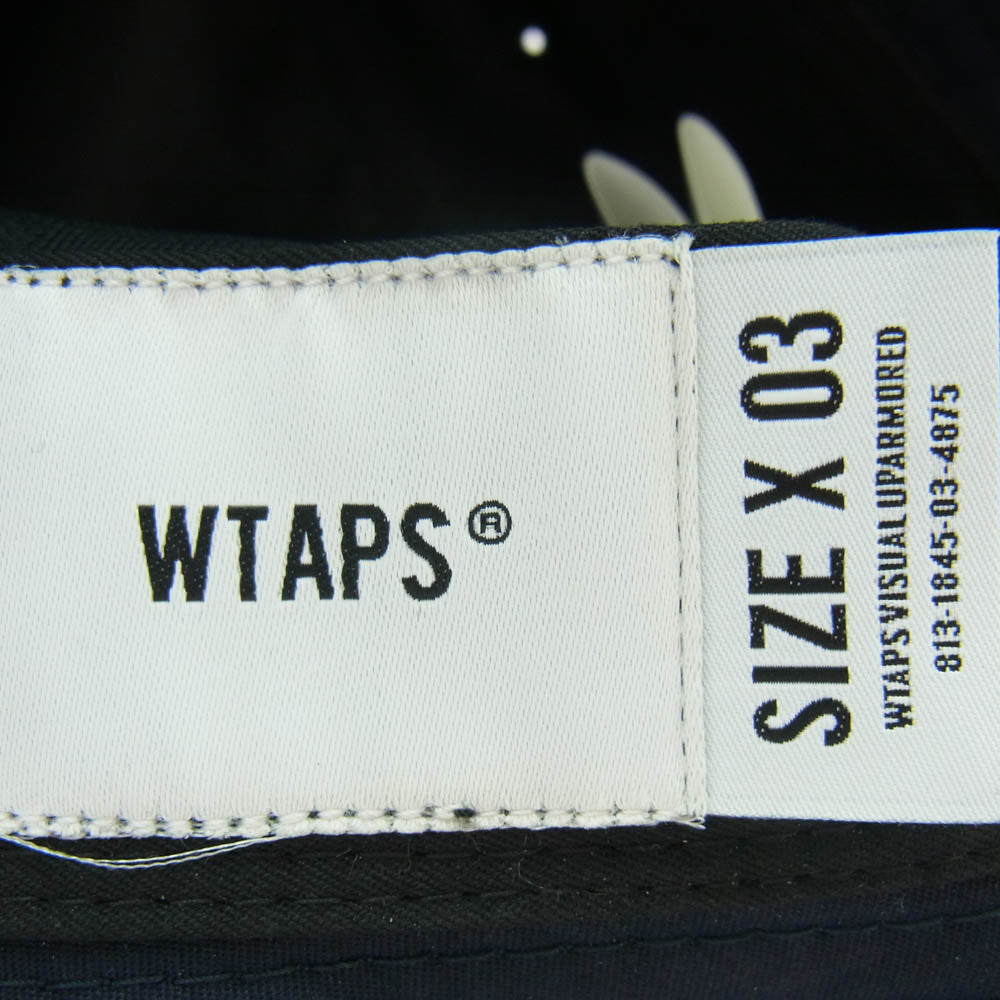 WTAPS®
SIZE X 03
WTAPS VISUAL UPARMORED
813-1845-03-4875